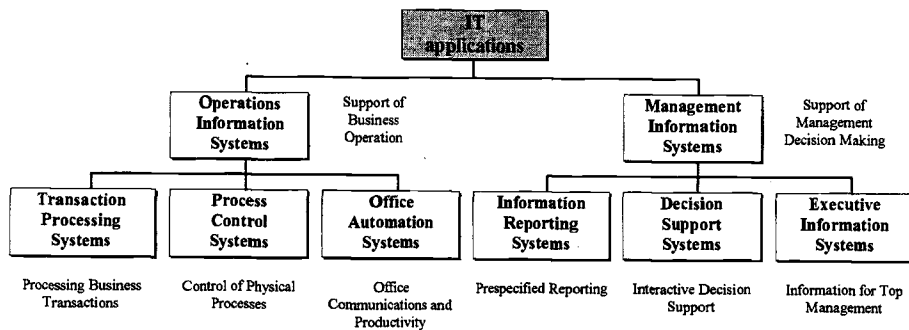 IT
applications
Operations
Information
Systems
Support of
Business
Operation
Management
Information
Systems
Support of
Management
Decision Making
Transaction
Processing
Systems
Process
Control
Systems
Office
Automation
Systems
Information
Reporting
Systems
Decision
Support
Systems
Executive
Information
Systems
Processing Business
Transactions
Control of Physical
Processes
Office
Communications and
Productivity
Prespecified Reporting
Interactive Decision
Support
Information for Top
Management